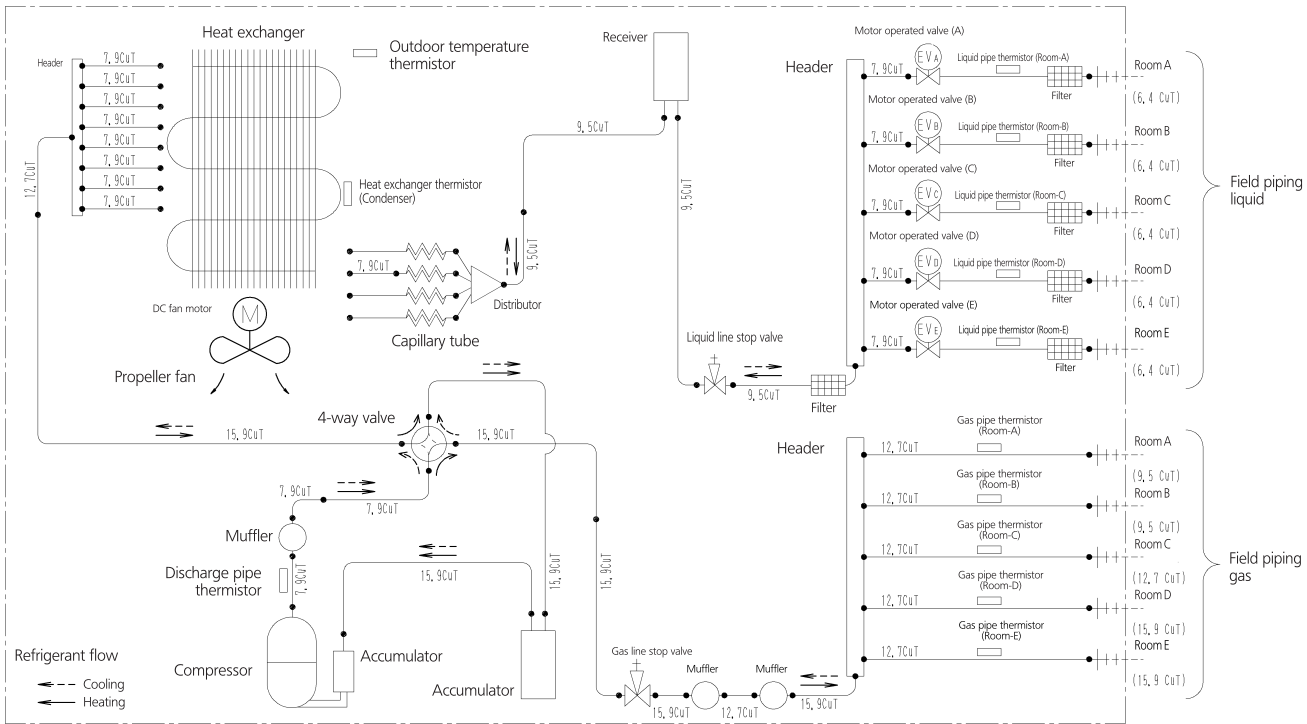 Heat exchanger
Header
7.9CuT
7.9CuT
7.9CuT
7.9CuT
7.9CuT
7.9CuT
7.9CuT
7.9CuT
12.7CuT
Outdoor temperature
thermistor
Heat exchanger thermistor
(Condenser)
7.9CuT
Distributor
Capillary tube
9.5CuT
DC fan motor
M
Propeller fan
Receiver
9.5CuT
9.5CuT
Liquid line stop valve
9.5CuT
Filter
Header
Motor operated valve (A)
7.9CuT
EVA
Liquid pipe thermistor (Room-A)
Filter
Room A
(6.4 CuT)
Motor operated valve (B)
7.9CuT
EVB
Liquid pipe thermistor (Room-B)
Filter
Room B
(6.4 CuT)
Motor operated valve (C)
7.9CuT
EVC
Liquid pipe thermistor (Room-C)
Filter
Room C
(6.4 CuT)
Motor operated valve (D)
7.9CuT
EVD
Liquid pipe thermistor (Room-D)
Filter
Room D
(6.4 CuT)
Motor operated valve (E)
7.9CuT
EVE
Liquid pipe thermistor (Room-E)
Filter
Room E
(6.4 CuT)
Field piping
liquid
4-way valve
15.9CuT
15.9CuT
7.9CuT
7.9CuT
Muffler
Discharge pipe
thermistor
7.9CuT
Compressor
Accumulator
15.9CuT
15.9CuT
15.9CuT
Accumulator
Refrigerant flow
Cooling
Heating
Gas line stop valve
15.9CuT
Muffler
12.7CuT
Muffler
15.9CuT
Header
12.7CuT
Gas pipe thermistor
(Room-A)
Room A
(9.5 CuT)
12.7CuT
Gas pipe thermistor
(Room-B)
Room B
(9.5 CuT)
12.7CuT
Gas pipe thermistor
(Room-C)
Room C
(12.7 CuT)
12.7CuT
Gas pipe thermistor
(Room-D)
Room D
(15.9 CuT)
12.7CuT
Gas pipe thermistor
(Room-E)
Room E
(15.9 CuT)
Field piping
gas